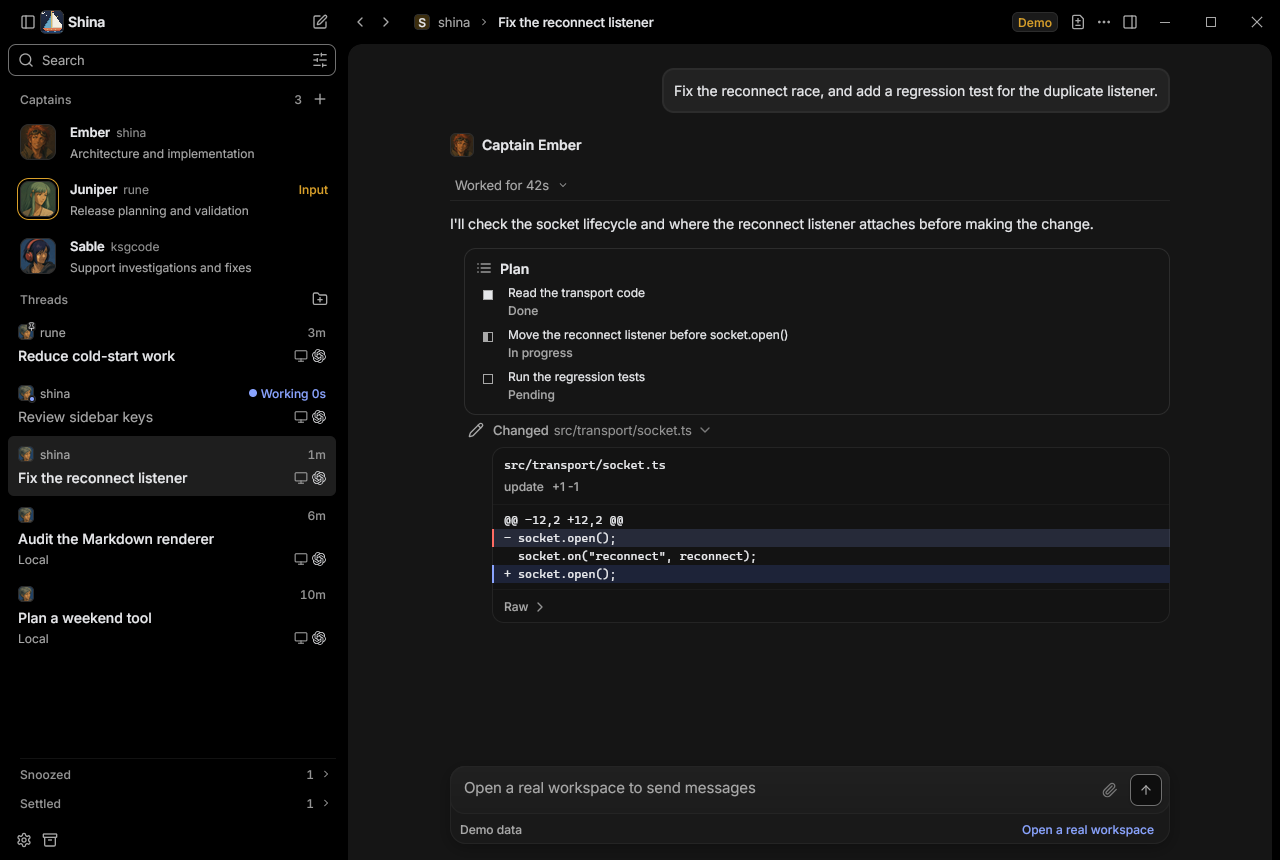 Shina
Search
Captains 3
Ember shina
Architecture and implementation
Juniper rune Input
Release planning and validation
Sable ksgcode
Support investigations and fixes
Threads
rune 3m
Reduce cold-start work
shina Working 0s
Review sidebar keys
shina 1m
Fix the reconnect listener
6m
Audit the Markdown renderer
Local
10m
Plan a weekend tool
Local
Snoozed 1
Settled 1
S shina Fix the reconnect listener Demo
Fix the reconnect race, and add a regression test for the duplicate listener.
Captain Ember
Worked for 42s
I'll check the socket lifecycle and where the reconnect listener attaches before making the change.
Plan
Read the transport code
Done
Move the reconnect listener before socket.open()
In progress
Run the regression tests
Pending
Changed src/transport/socket.ts
src/transport/socket.ts
update +1 -1
@@ -12,2 +12,2 @@
- socket.open();
socket.on("reconnect", reconnect);
+ socket.open();
Raw
Open a real workspace to send messages
Demo data Open a real workspace